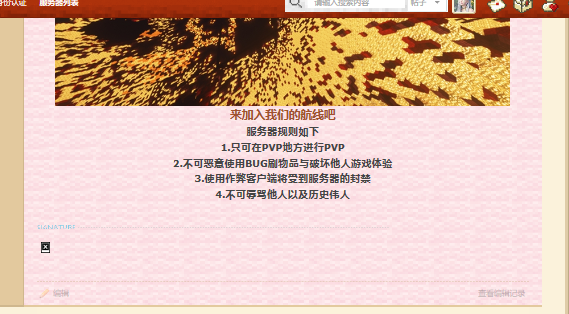 份认证 服务器列表 请输入搜索内容 帖子
来加入我们的航线吧
服务器规则如下
1.只可在PVP地方进行PVP
2.不可恶意使用BUG刷物品与破坏他人游戏体验
3.使用作弊客户端将受到服务器的封禁
4.不可辱骂他人以及历史伟人
SIGNATURE
编辑 查看编辑记录